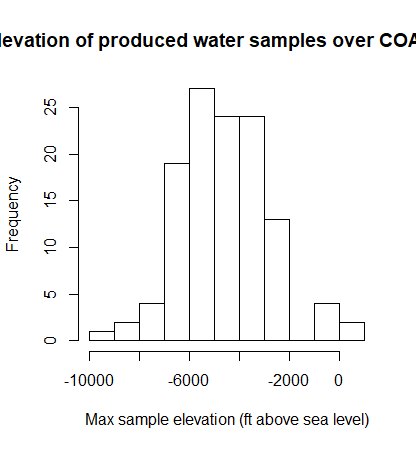 levation of produced water samples over COA
Frequency
25
20
15
10
5
0
-10000 -6000 -2000 0
Max sample elevation (ft above sea level)